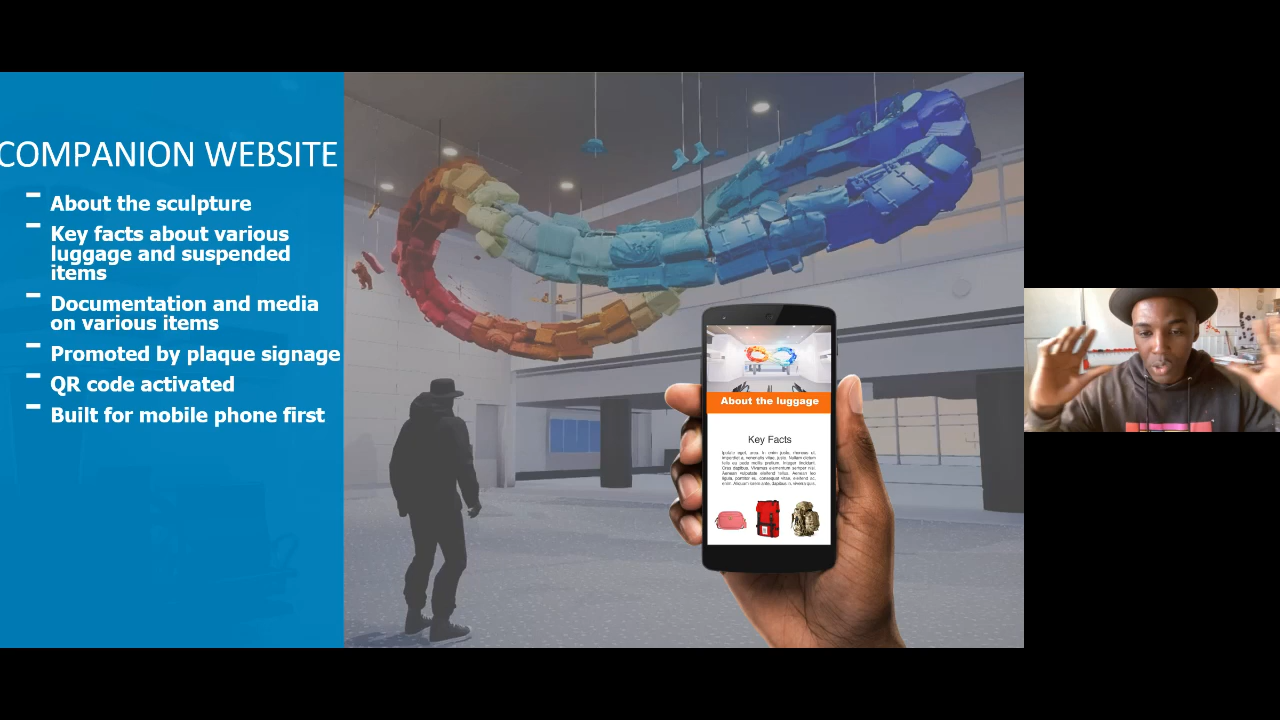 COMPANION WEBSITE
- About the sculpture
- Key facts about various
luggage and suspended
items
- Documentation and media
on various items
- Promoted by plaque signage
- QR code activated
- Built for mobile phone first
About the luggage
Key Facts